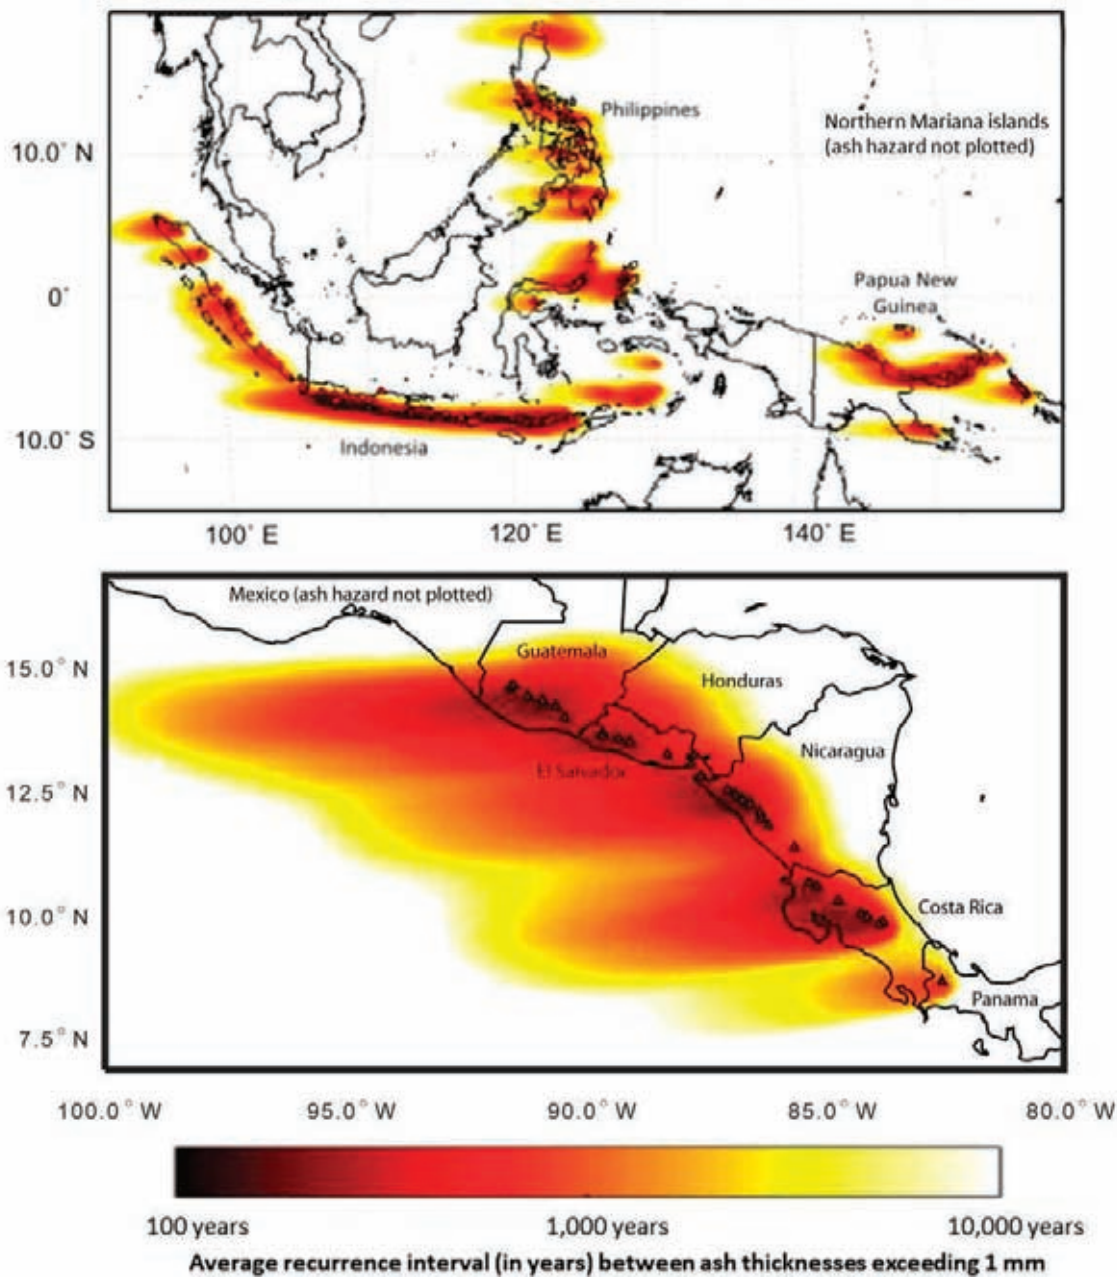 Philippines
Northern Mariana islands
(ash hazard not plotted)
10.0° N
Papua New
Guinea
0°
10.0° S
Indonesia
100° E 120° E 140° E
Mexico (ash hazard not plotted)
15.0° N
Guatemala
Honduras
Nicaragua
El Salvador
12.5° N
10.0° N
Costa Rica
Panama
7.5° N
100.0° W 95.0° W 90.0° W 85.0° W 80.0° W
100 years 1,000 years 10,000 years
Average recurrence interval (in years) between ash thicknesses exceeding 1 mm